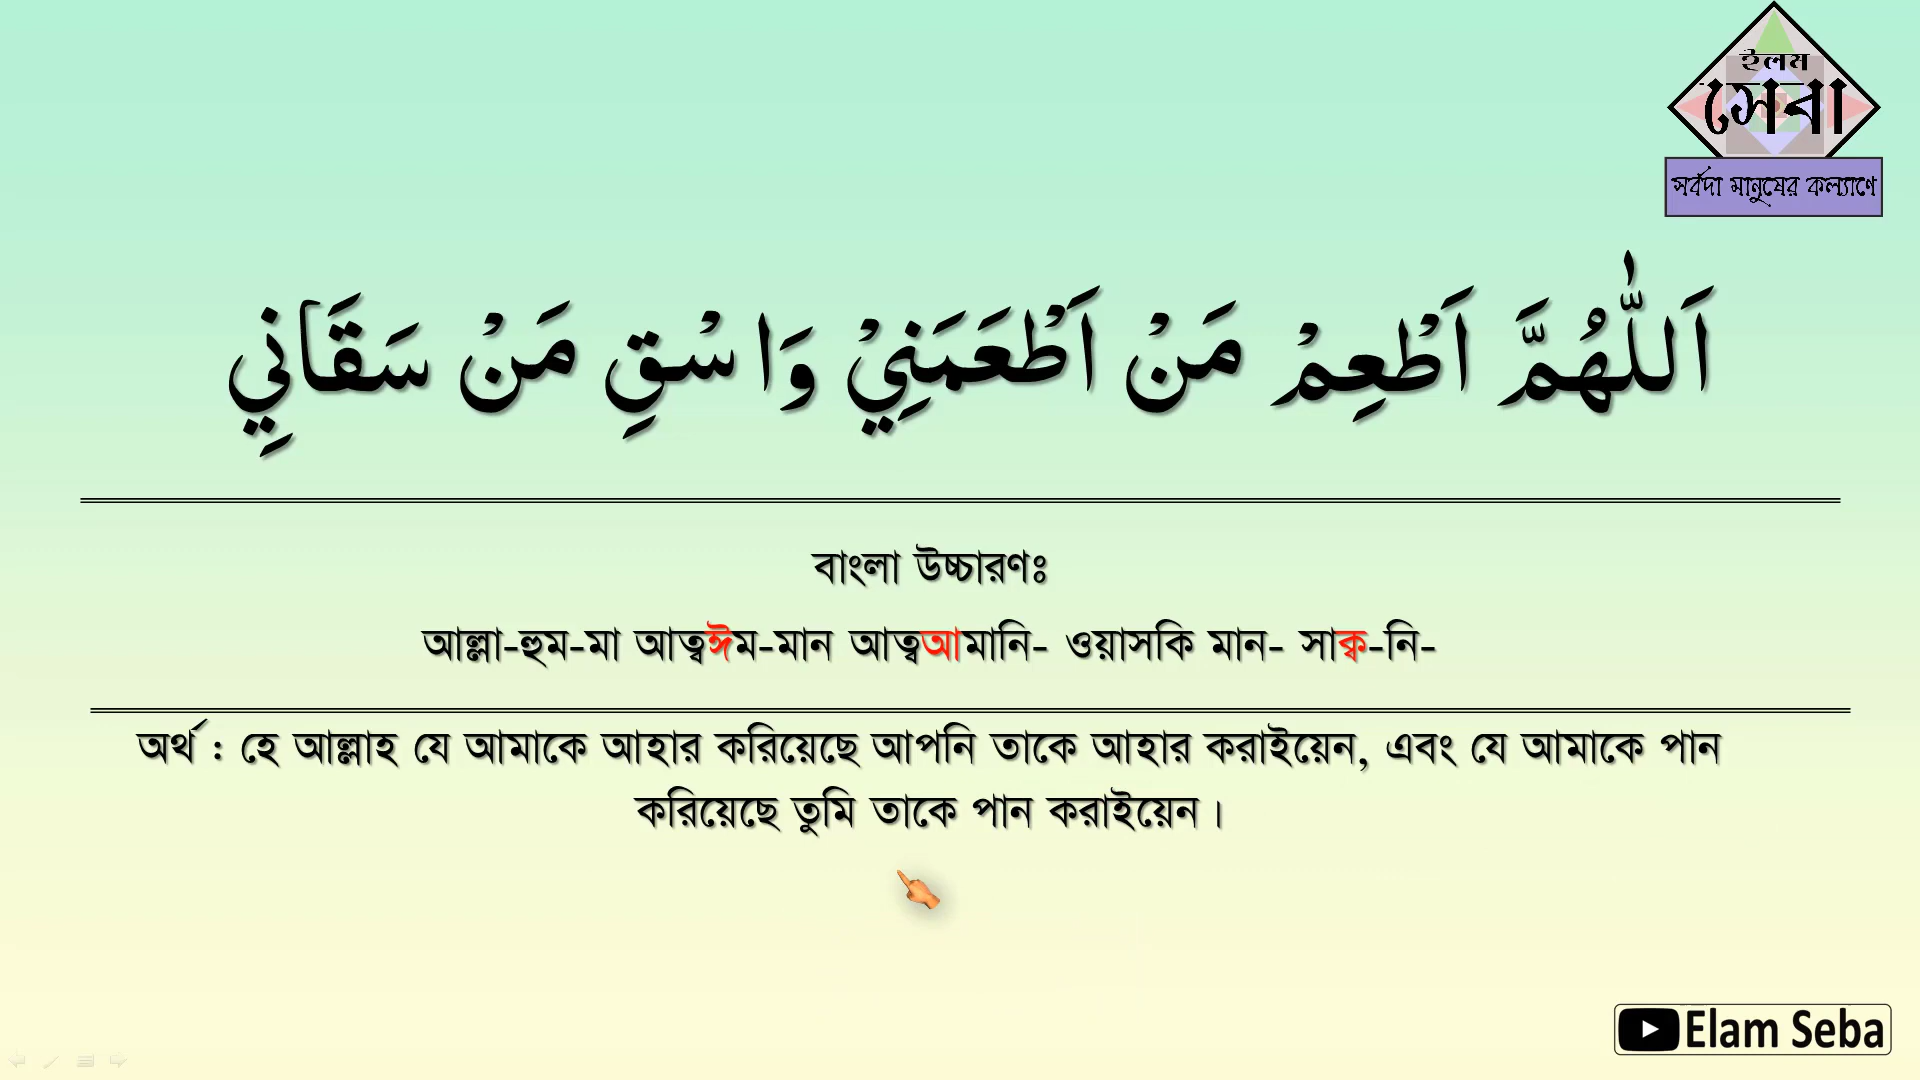 ইলম
সেবা
সর্বদা মানুষের কল্যাণে
اَللّٰهُمَّ اَطْعِمْ مَنْ اَطْعَمَنِيْ وَاسْقِ مَنْ سَقَانِي
বাংলা উচ্চারণঃ
আল্লা-হুম-মা আত্বঈম-মান আত্বআমানি- ওয়াসকি মান- সাক্ব-নি-
অর্থ : হে আল্লাহ যে আমাকে আহার করিয়েছে আপনি তাকে আহার করাইয়েন, এবং যে আমাকে পান
করিয়েছে তুমি তাকে পান করাইয়েন।
Elam Seba